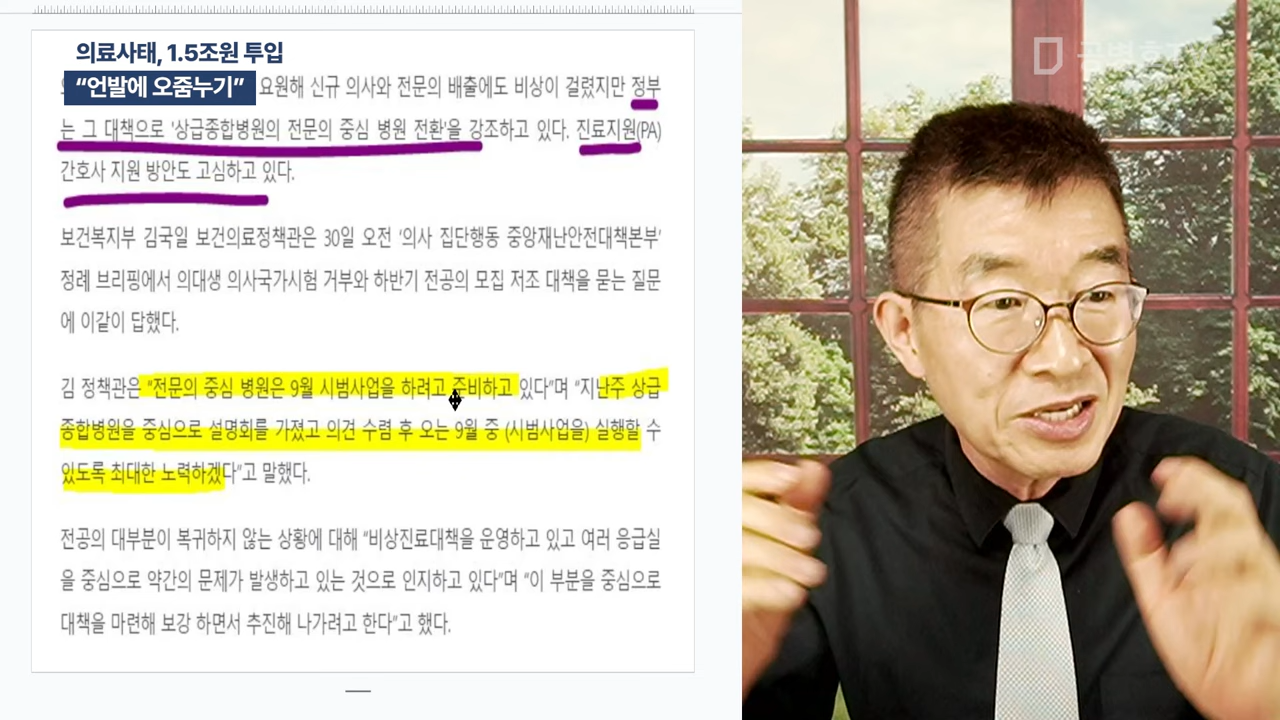 의료사태, 1.5조원 투입
“언발에 오줌누기”
요원해 신규 의사와 전문의 배출에도 비상이 걸렸지만 정부
는 그 대책으로 '상급종합병원의 전문의 중심 병원 전환'을 강조하고 있다. 진료지원(PA)
간호사 지원 방안도 고심하고 있다.
보건복지부 김국일 보건의료정책관은 30일 오전 '의사 집단행동 중앙재난안전대책본부'
정례 브리핑에서 의대생 의사국가시험 거부와 하반기 전공의 모집 저조 대책을 묻는 질문
에 이같이 답했다.
김 정책관은 “전문의 중심 병원은 9월 시범사업을 하려고 준비하고 있다”며 “지난주 상급
종합병원을 중심으로 설명회를 가졌고 의견 수렴 후 오는 9월 중 (시범사업을) 실행할 수
있도록 최대한 노력하겠다”고 말했다.
전공의 대부분이 복귀하지 않는 상황에 대해 “비상진료대책을 운영하고 있고 여러 응급실
을 중심으로 약간의 문제가 발생하고 있는 것으로 인지하고 있다”며 “이 부분을 중심으로
대책을 마련해 보강 하면서 추진해 나가려고 한다”고 했다.